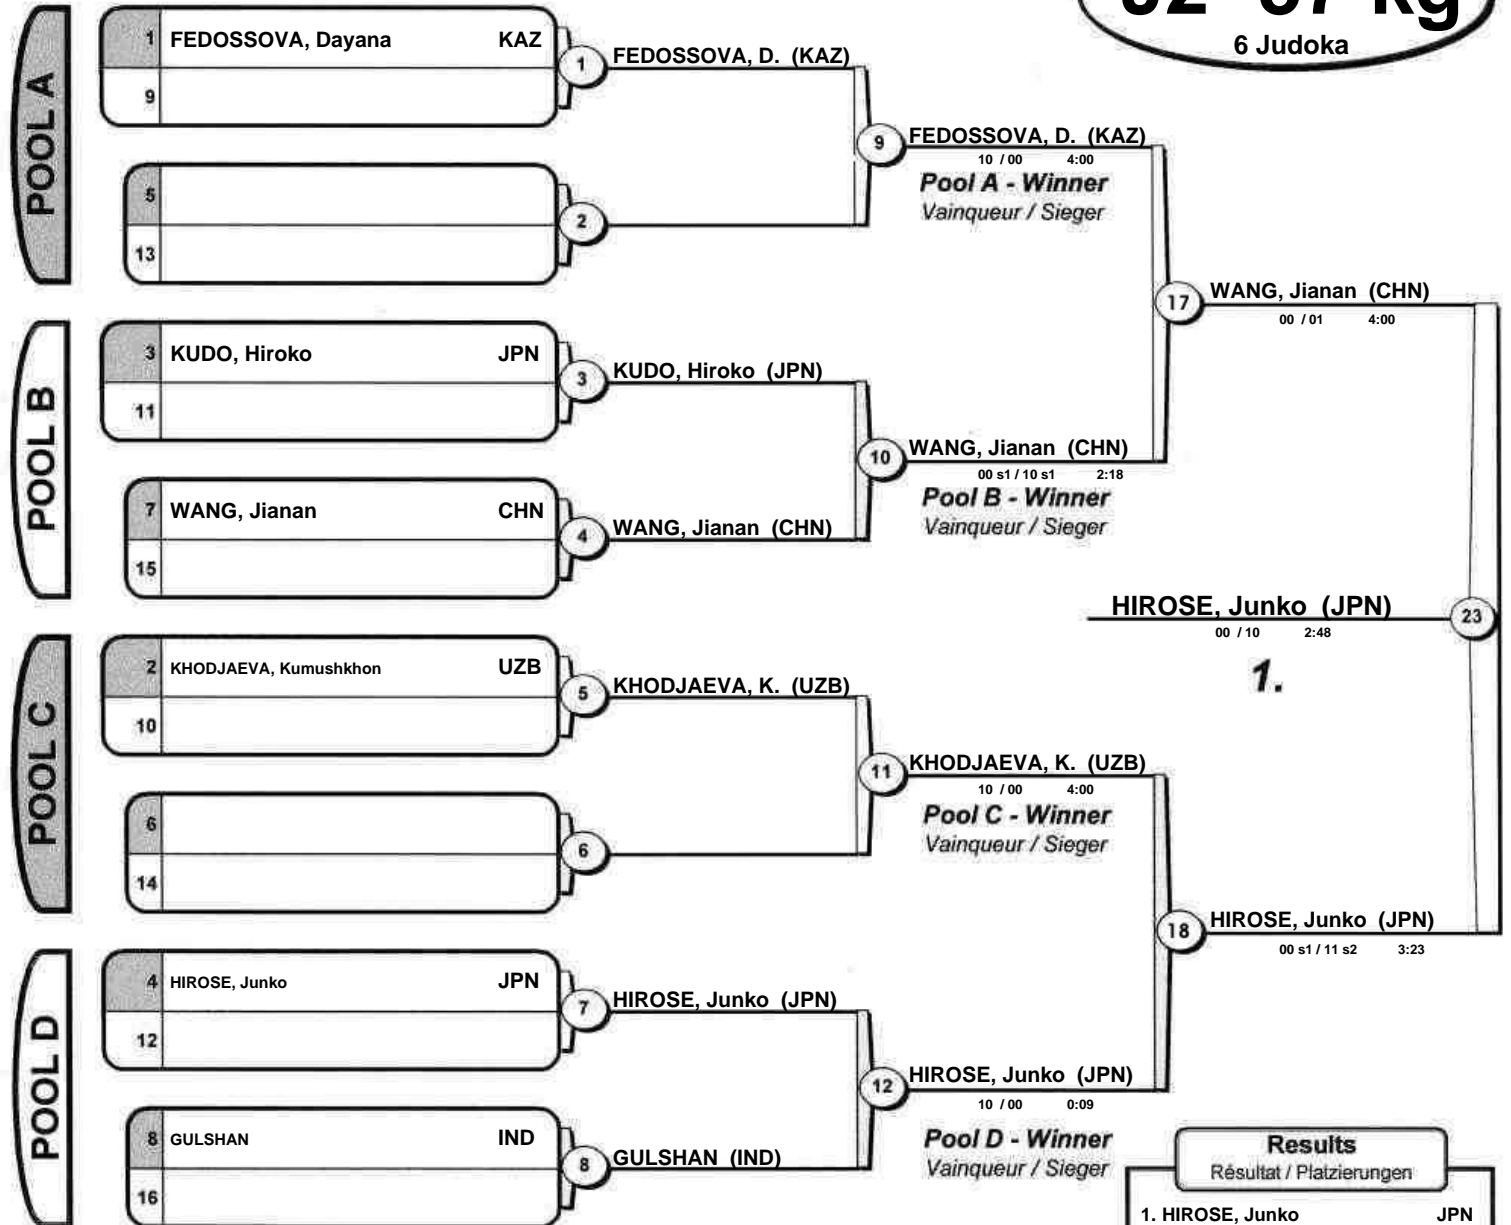 6 Judoka
POOL A
1 FEDOSSOVA, Dayana KAZ
9
1
FEDOSSOVA, D. (KAZ)
5
13
2
9
FEDOSSOVA, D. (KAZ)
10 / 00 4:00
Pool A - Winner
Vainqueur / Sieger
POOL B
3 KUDO, Hiroko JPN
11
3
KUDO, Hiroko (JPN)
7 WANG, Jianan CHN
15
4
WANG, Jianan (CHN)
10
WANG, Jianan (CHN)
00 s1 / 10 s1 2:18
Pool B - Winner
Vainqueur / Sieger
17
WANG, Jianan (CHN)
00 / 01 4:00
HIROSE, Junko (JPN)
00 / 10 2:48
23
1.
POOL C
2 KHODJAEVA, Kumushkhon UZB
10
5
KHODJAEVA, K. (UZB)
6
14
6
11
KHODJAEVA, K. (UZB)
10 / 00 4:00
Pool C - Winner
Vainqueur / Sieger
18
HIROSE, Junko (JPN)
00 s1 / 11 s2 3:23
POOL D
4 HIROSE, Junko JPN
12
7
HIROSE, Junko (JPN)
8 GULSHAN IND
16
8
GULSHAN (IND)
12
HIROSE, Junko (JPN)
10 / 00 0:09
Pool D - Winner
Vainqueur / Sieger
Results
Résultat / Platzierungen
1. HIROSE, Junko JPN